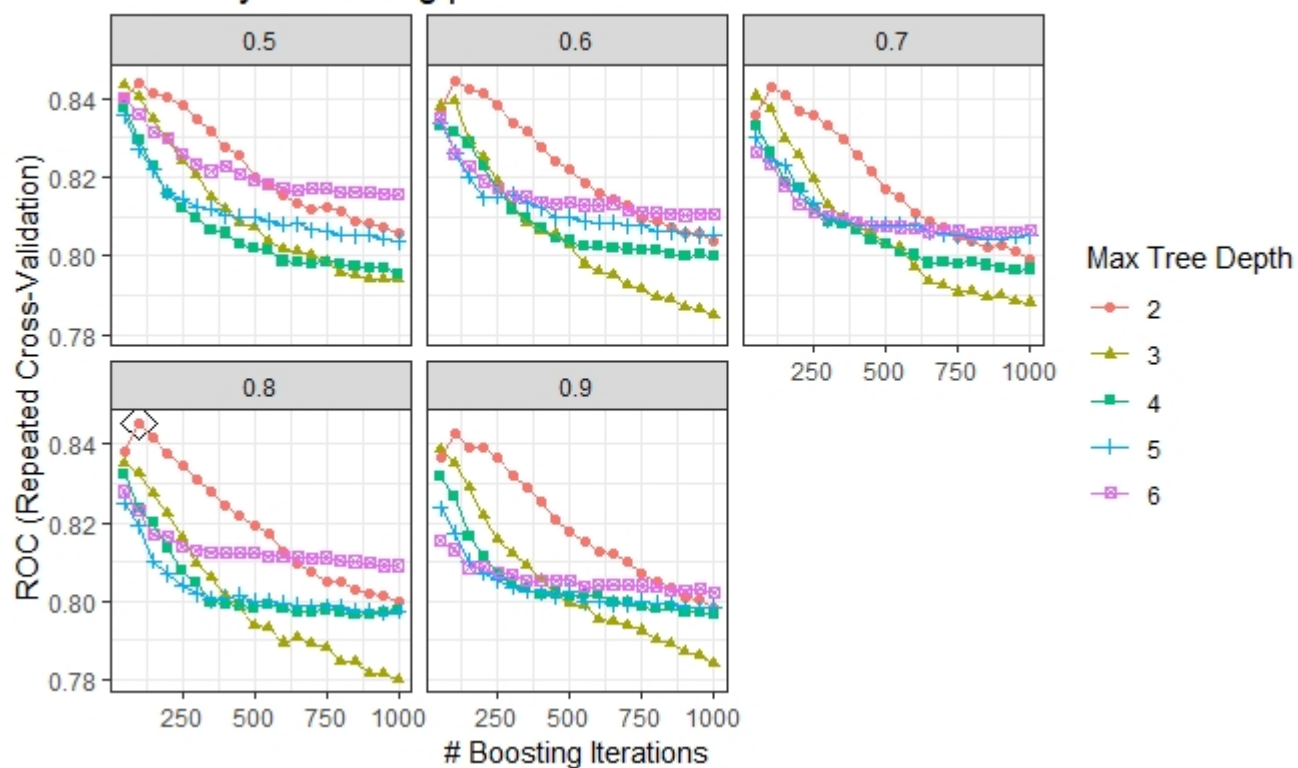 0.5 0.6 0.7
0.84
0.82
0.80
0.78
250 500 750 1000
0.8 0.9
0.84
0.82
0.80
0.78
250 500 750 1000 250 500 750 1000
# Boosting Iterations
ROC (Repeated Cross-Validation)
Max Tree Depth
2
3
4
5
6